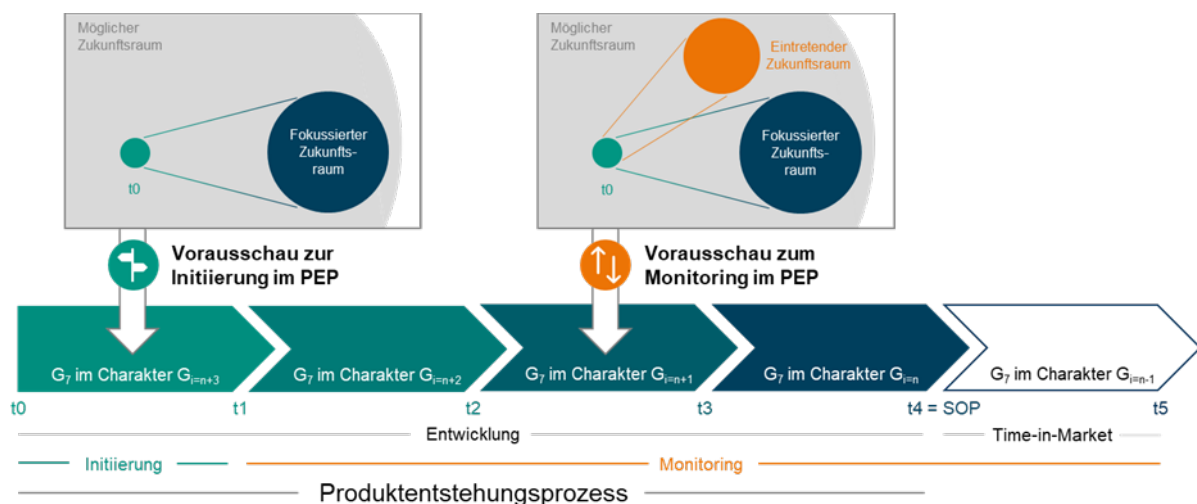 Möglicher
Zukunftsraum
Fokussierter
Zukunfts-
raum
t0
Möglicher
Zukunftsraum
Eintretender
Zukunftsraum
Fokussierter
Zukunfts-
raum
t0
Vorausschau zur
Initiierung im PEP
Vorausschau zum
Monitoring im PEP
G7 im Charakter Gi=n+3
G7 im Charakter Gi=n+2
G7 im Charakter Gi=n+1
G7 im Charakter Gi=n
G7 im Charakter Gi=n-1
t0
t1
t2
t3
t4 = SOP
t5
Entwicklung
Time-in-Market
Initiierung
Monitoring
Produktentstehungsprozess